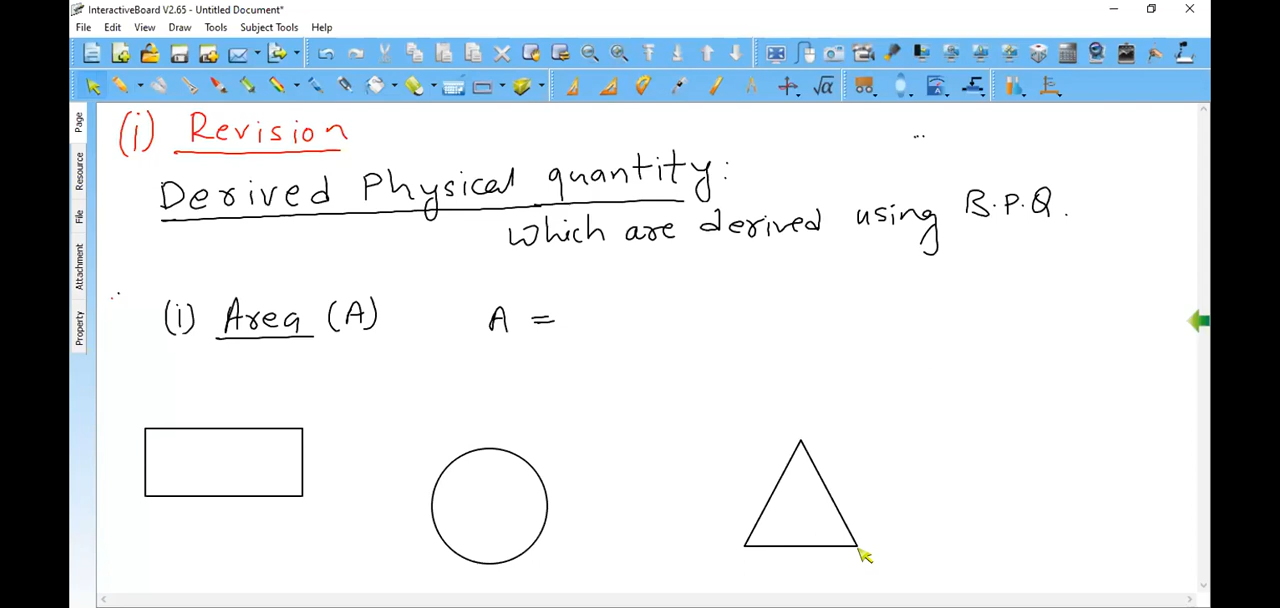 InteractiveBoard V2.65 - Untitled Document*
File Edit View Draw Tools Subject Tools Help
Page
Resource
File
Attachment
Property
(i) Revision
Derived Physical quantity:
which are derived using B.P.Q.
(i) Area (A) A =